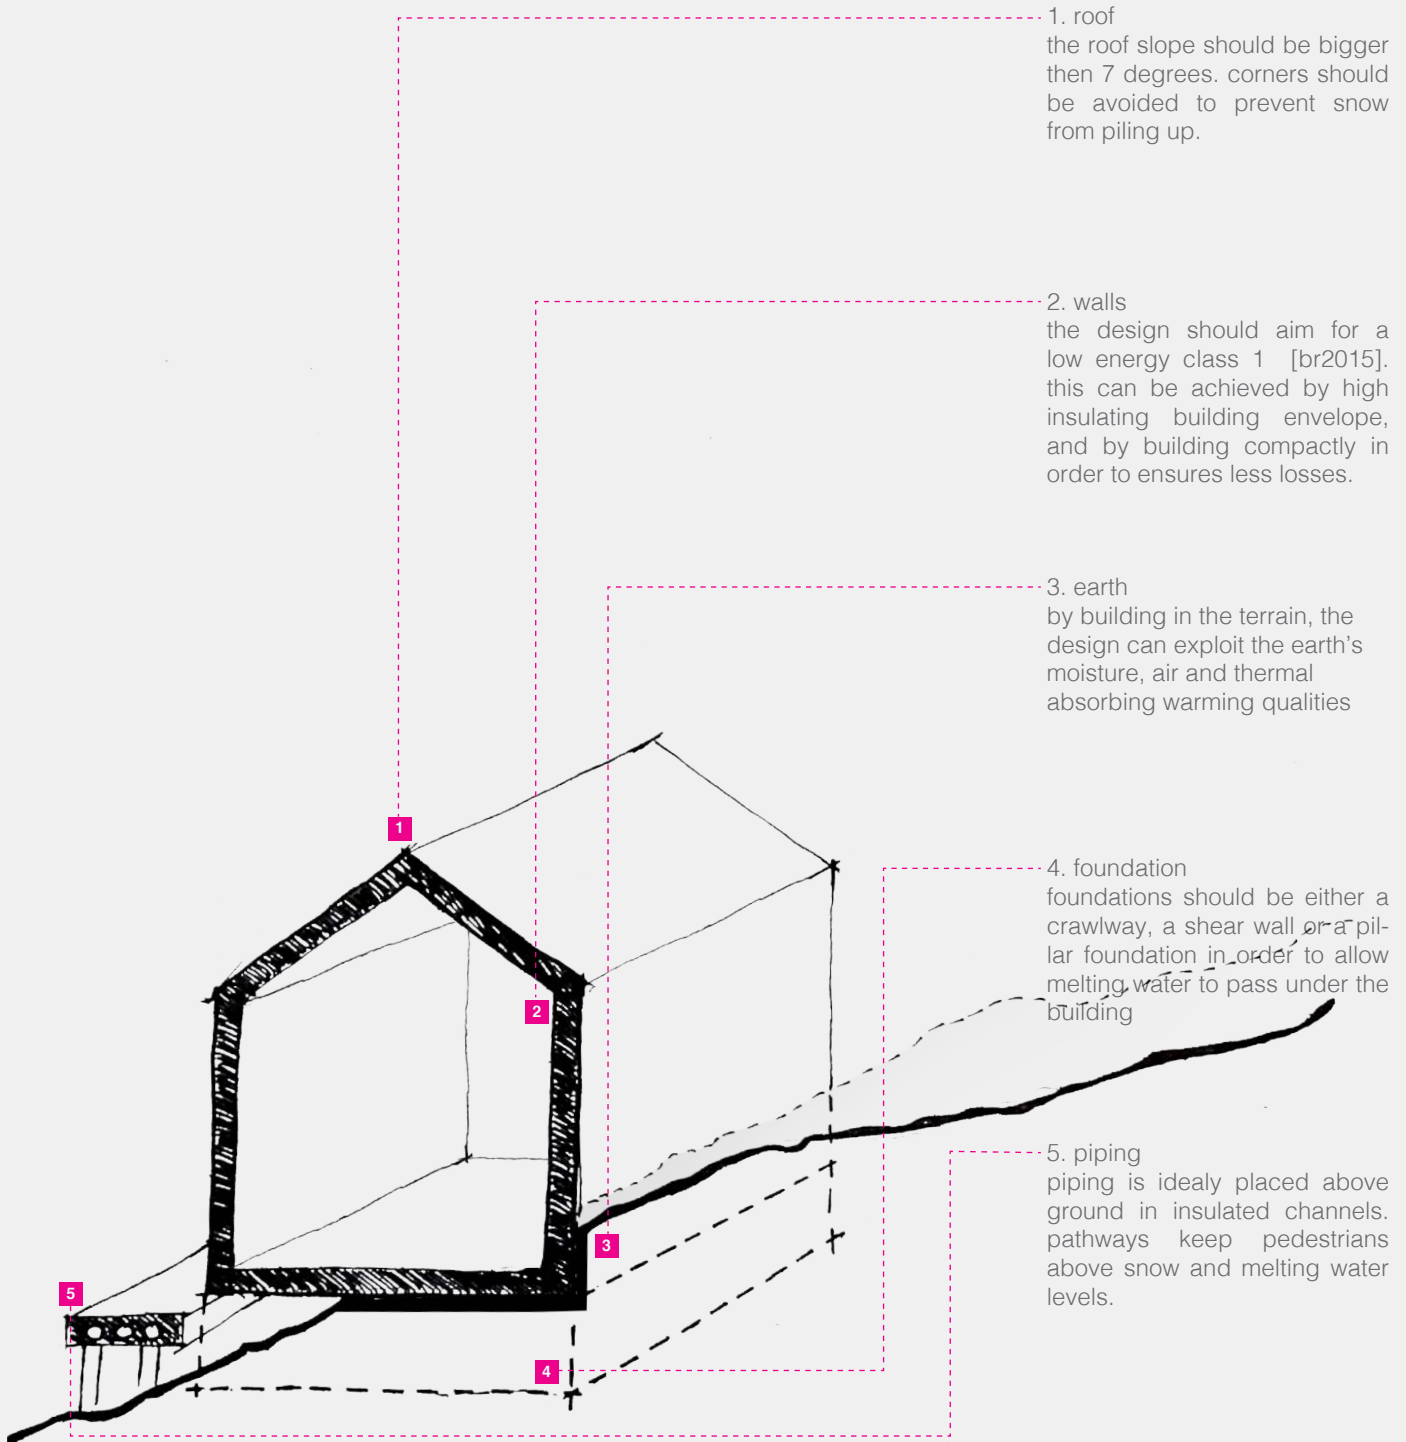 1. roof
the roof slope should be bigger
then 7 degrees. corners should
be avoided to prevent snow
from piling up.
2. walls
the design should aim for a
low energy class 1 [br2015].
this can be achieved by high
insulating building envelope,
and by building compactly in
order to ensures less losses.
3. earth
by building in the terrain, the
design can exploit the earth's
moisture, air and thermal
absorbing warming qualities
1
4. foundation
foundations should be either a
crawlway, a shear wall or a pil-
lar foundation in order to allow
melting water to pass under the
building
2
5. piping
piping is idealy placed above
ground in insulated channels.
pathways keep pedestrians
above snow and melting water
levels.
3
5
4